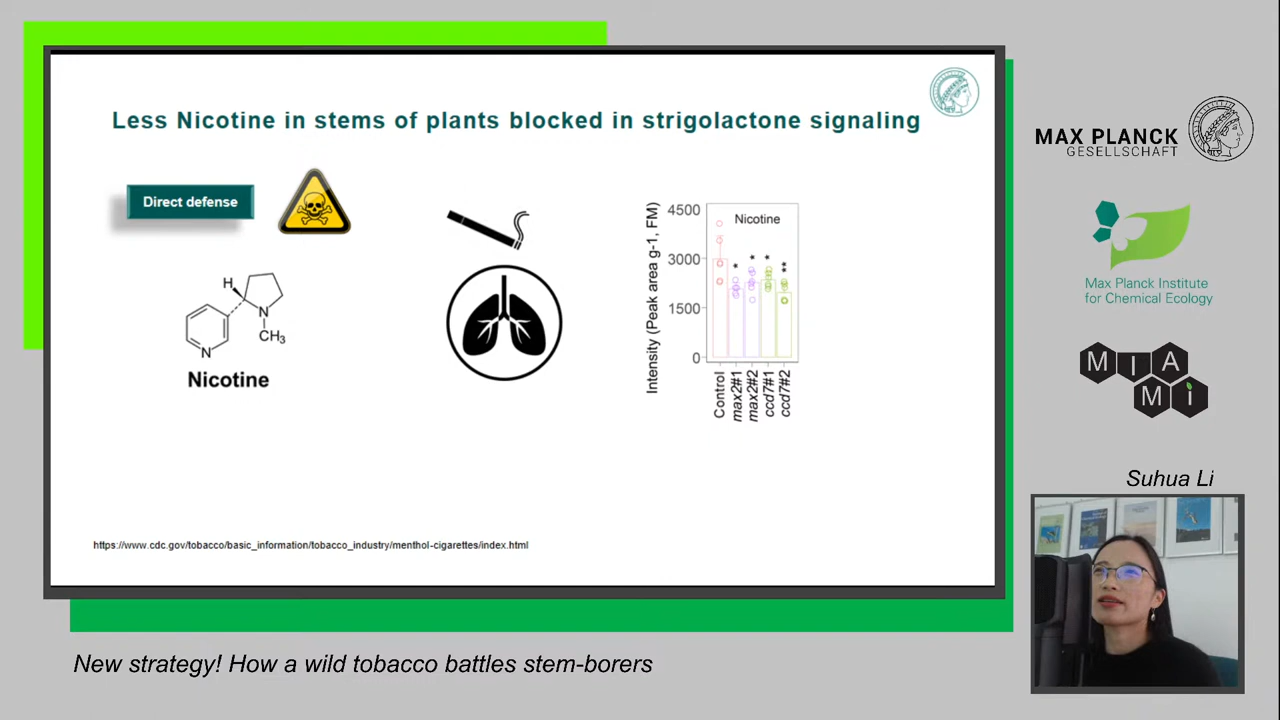 Less Nicotine in stems of plants blocked in strigolactone signaling
Direct defense
H
N
CH₃
N
Nicotine
Intensity (Peak area g-1, FM)
4500
3000
1500
0
Nicotine
*
*
*
**
Control
max2#1
max2#2
ccd7#1
ccd7#2
https://www.cdc.gov/tobacco/basic_information/tobacco_industry/menthol-cigarettes/index.html
MAX PLANCK
GESELLSCHAFT
Max Planck Institute
for Chemical Ecology
M I A
M i
Suhua Li
New strategy! How a wild tobacco battles stem-borers